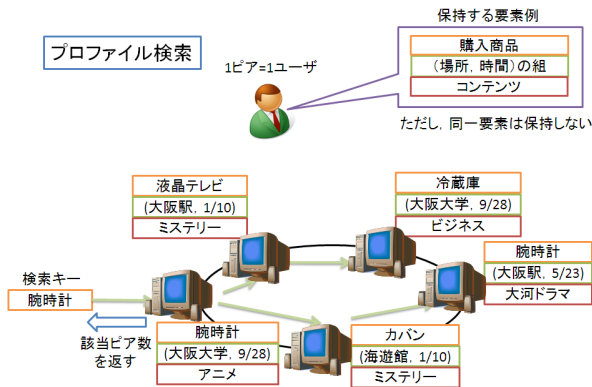 プロファイル検索
1ピア=1ユーザ
保持する要素例
購入商品
(場所, 時間)の組
コンテンツ
ただし, 同一要素は保持しない
液晶テレビ
(大阪駅, 1/10)
ミステリー
冷蔵庫
(大阪大学, 9/28)
ビジネス
腕時計
(大阪駅, 5/23)
大河ドラマ
検索キー
腕時計
該当ピア数
を返す
腕時計
(大阪大学, 9/28)
アニメ
カバン
(海遊館, 1/10)
ミステリー